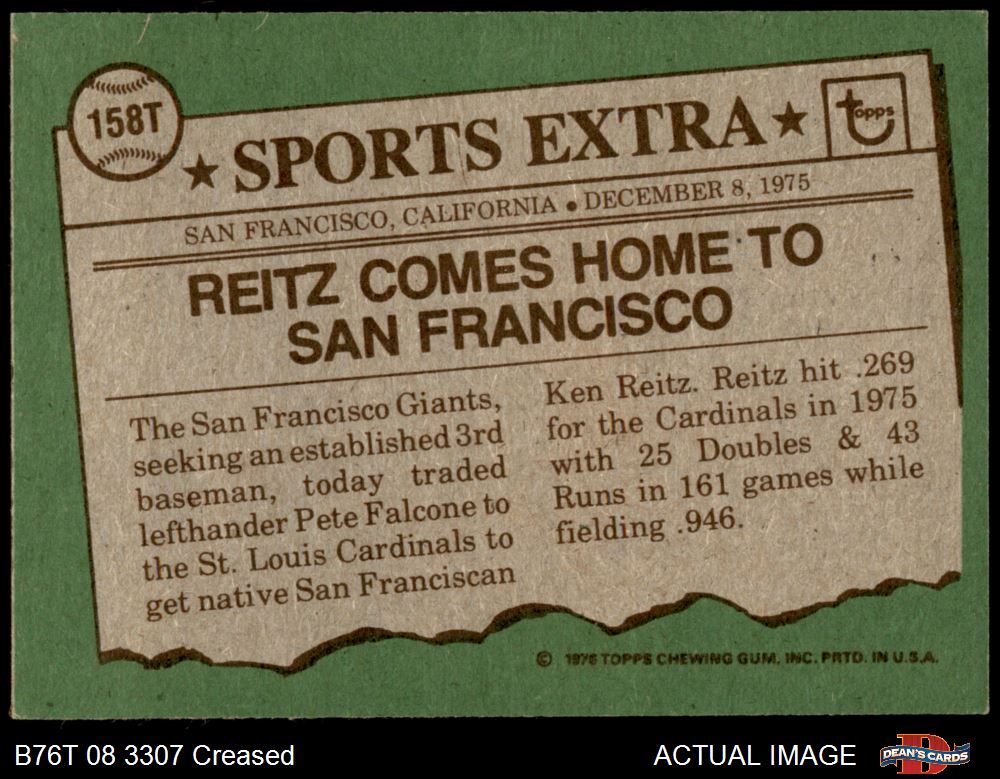 158T
★ SPORTS EXTRA ★
Topps
SAN FRANCISCO, CALIFORNIA ● DECEMBER 8, 1975
REITZ COMES HOME TO
SAN FRANCISCO
The San Francisco Giants,
seeking an established 3rd
baseman, today traded
lefthander Pete Falcone to
the St. Louis Cardinals to
get native San Franciscan
Ken Reitz. Reitz hit .269
for the Cardinals in 1975
with 25 Doubles & 43
Runs in 161 games while
fielding .946.
© 1976 TOPPS CHEWING GUM, INC. PRTD. IN U.S.A.
B76T 08 3307 Creased
ACTUAL IMAGE
DEAN'S CARDS